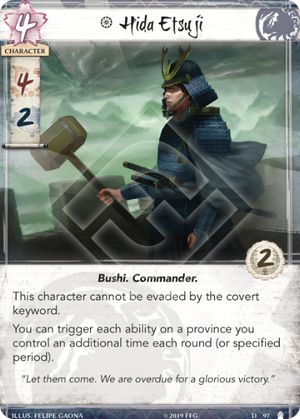 4
Hida Etsuji
CHARACTER
4
2
2
Bushi. Commander.
This character cannot be evaded by the covert
keyword.
You can trigger each ability on a province you
control an additional time each round (or specified
period).
"Let them come. We are overdue for a glorious victory."
ILLUS. FELIPE GAONA ©2019 FFG D 97